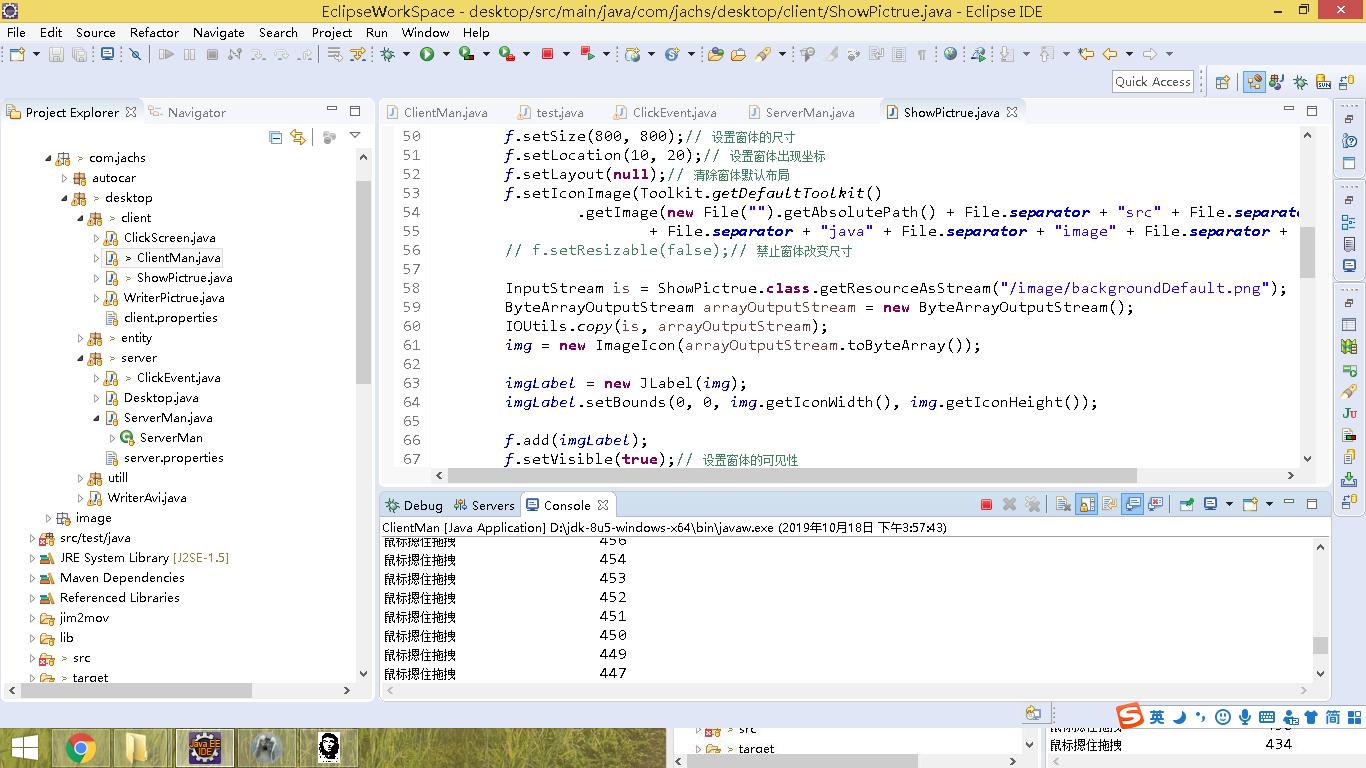 EclipseWorkSpace - desktop/src/main/java/com/jachs/desktop/client/ShowPictrue.java - Eclipse IDE
File Edit Source Refactor Navigate Search Project Run Window Help
Quick Access
Project Explorer
Navigator
com.jachs
autocar
> desktop
> client
ClickScreen.java
> ClientMan.java
> ShowPictrue.java
WriterPictrue.java
client.properties
> entity
> server
> ClickEvent.java
Desktop.java
ServerMan.java
ServerMan
server.properties
utill
WriterAvi.java
image
src/test/java
JRE System Library [J2SE-1.5]
Maven Dependencies
Referenced Libraries
jim2mov
lib
> src
> target
ClientMan.java test.java ClickEvent.java ServerMan.java ShowPictrue.java
50 f.setSize(800, 800);// 设置窗体的尺寸
51 f.setLocation(10, 20);// 设置窗体出现坐标
52 f.setLayout(null);// 清除窗体默认布局
53 f.setIconImage(Toolkit.getDefaultToolkit()
54 .getImage(new File("").getAbsolutePath() + File.separator + "src" + File.separat
55 + File.separator + "java" + File.separator + "image" + File.separator +
56 // f.setResizable(false);// 禁止窗体改变尺寸
57
58 InputStream is = ShowPictrue.class.getResourceAsStream("/image/backgroundDefault.png");
59 ByteArrayOutputStream arrayOutputStream = new ByteArrayOutputStream();
60 IOUtils.copy(is, arrayOutputStream);
61 img = new ImageIcon(arrayOutputStream.toByteArray());
62
63 imgLabel = new JLabel(img);
64 imgLabel.setBounds(0, 0, img.getIconWidth(), img.getIconHeight());
65
66 f.add(imgLabel);
67 f.setVisible(true);// 设置窗体的可见性
Debug Servers Console
ClientMan [Java Application] D:\jdk-8u5-windows-x64\bin\javaw.exe (2019年10月18日 下午3:57:43)
鼠标摁住拖拽 456
鼠标摁住拖拽 454
鼠标摁住拖拽 453
鼠标摁住拖拽 452
鼠标摁住拖拽 451
鼠标摁住拖拽 450
鼠标摁住拖拽 449
鼠标摁住拖拽 447
英
简
Java EE
IDE
> src
> target
鼠标摁住拖拽 434